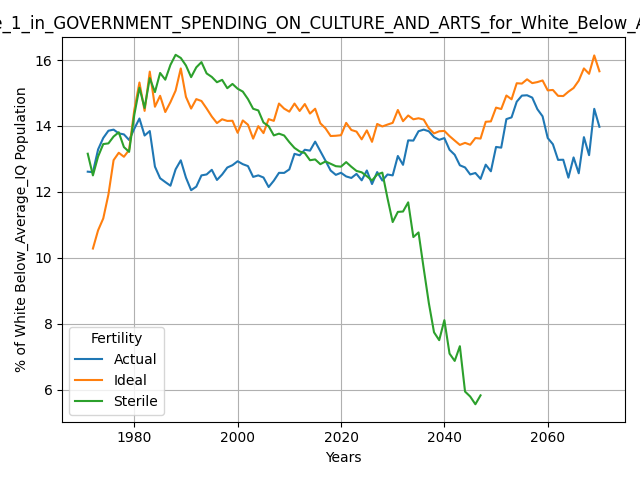 e_1_in_GOVERNMENT_SPENDING_ON_CULTURE_AND_ARTS_for_White_Below_A
% of White Below_Average_IQ Population
16
14
12
10
8
6
Fertility
Actual
Ideal
Sterile
1980
2000
2020
2040
2060
Years